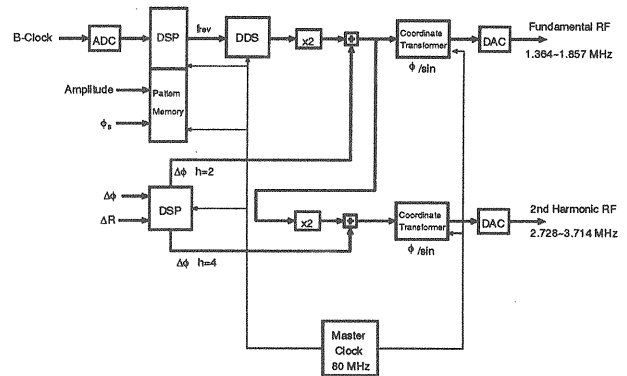 B-Clock
ADC
DSP
frev
DDS
x2
+
Coordinate
Transformer
ϕ/sin
DAC
Fundamental RF
1.364~1.857 MHz
Amplitude
ϕs
Pattern
Memory
Δϕ h=2
Δϕ
ΔR
DSP
Δϕ h=4
x2
+
Coordinate
Transformer
ϕ/sin
DAC
2nd Harmonic RF
2.728~3.714 MHz
Master
Clock
80 MHz